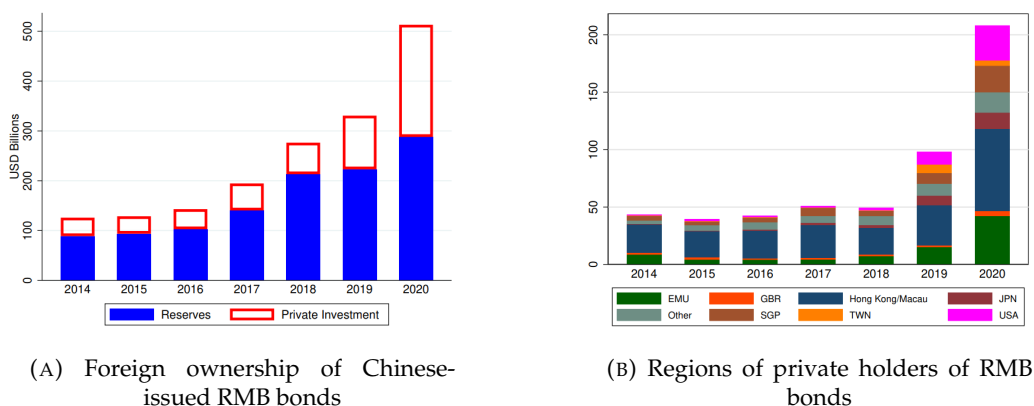 USD Billions
500
400
300
200
100
0
2014 2015 2016 2017 2018 2019 2020
Reserves Private Investment
(A) Foreign ownership of Chinese-
issued RMB bonds
200
150
100
50
0
2014 2015 2016 2017 2018 2019 2020
EMU GBR Hong Kong/Macau JPN
Other SGP TWN USA
(B) Regions of private holders of RMB
bonds